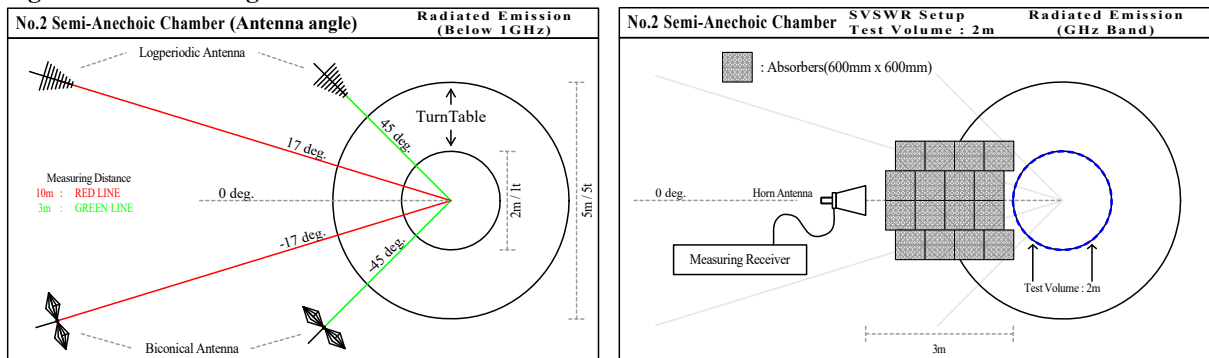 No.2 Semi-Anechoic Chamber (Antenna angle)
Radiated Emission
(Below 1GHz)
Logperiodic Antenna
TurnTable
45 deg.
17 deg.
Measuring Distance
10m : RED LINE
3m : GREEN LINE
0 deg.
2m / 1t
5m / 5t
-17 deg.
-45 deg.
Biconical Antenna
No.2 Semi-Anechoic Chamber
SVSWR Setup
Test Volume : 2m
Radiated Emission
(GHz Band)
: Absorbers(600mm x 600mm)
0 deg.
Horn Antenna
Measuring Receiver
Test Volume : 2m
3m